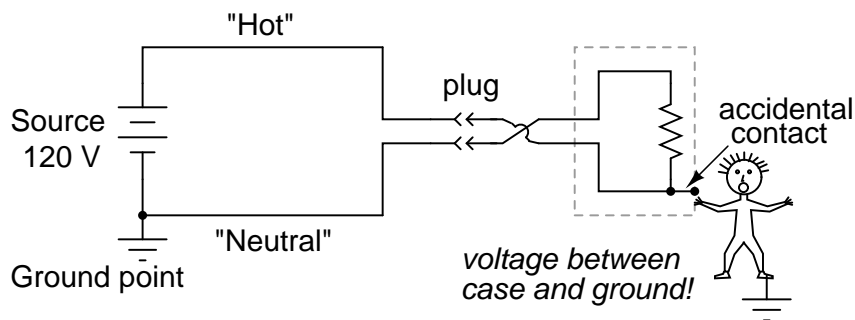 "Hot"
plug
Source
120 V
accidental
contact
"Neutral"
Ground point
voltage between
case and ground!